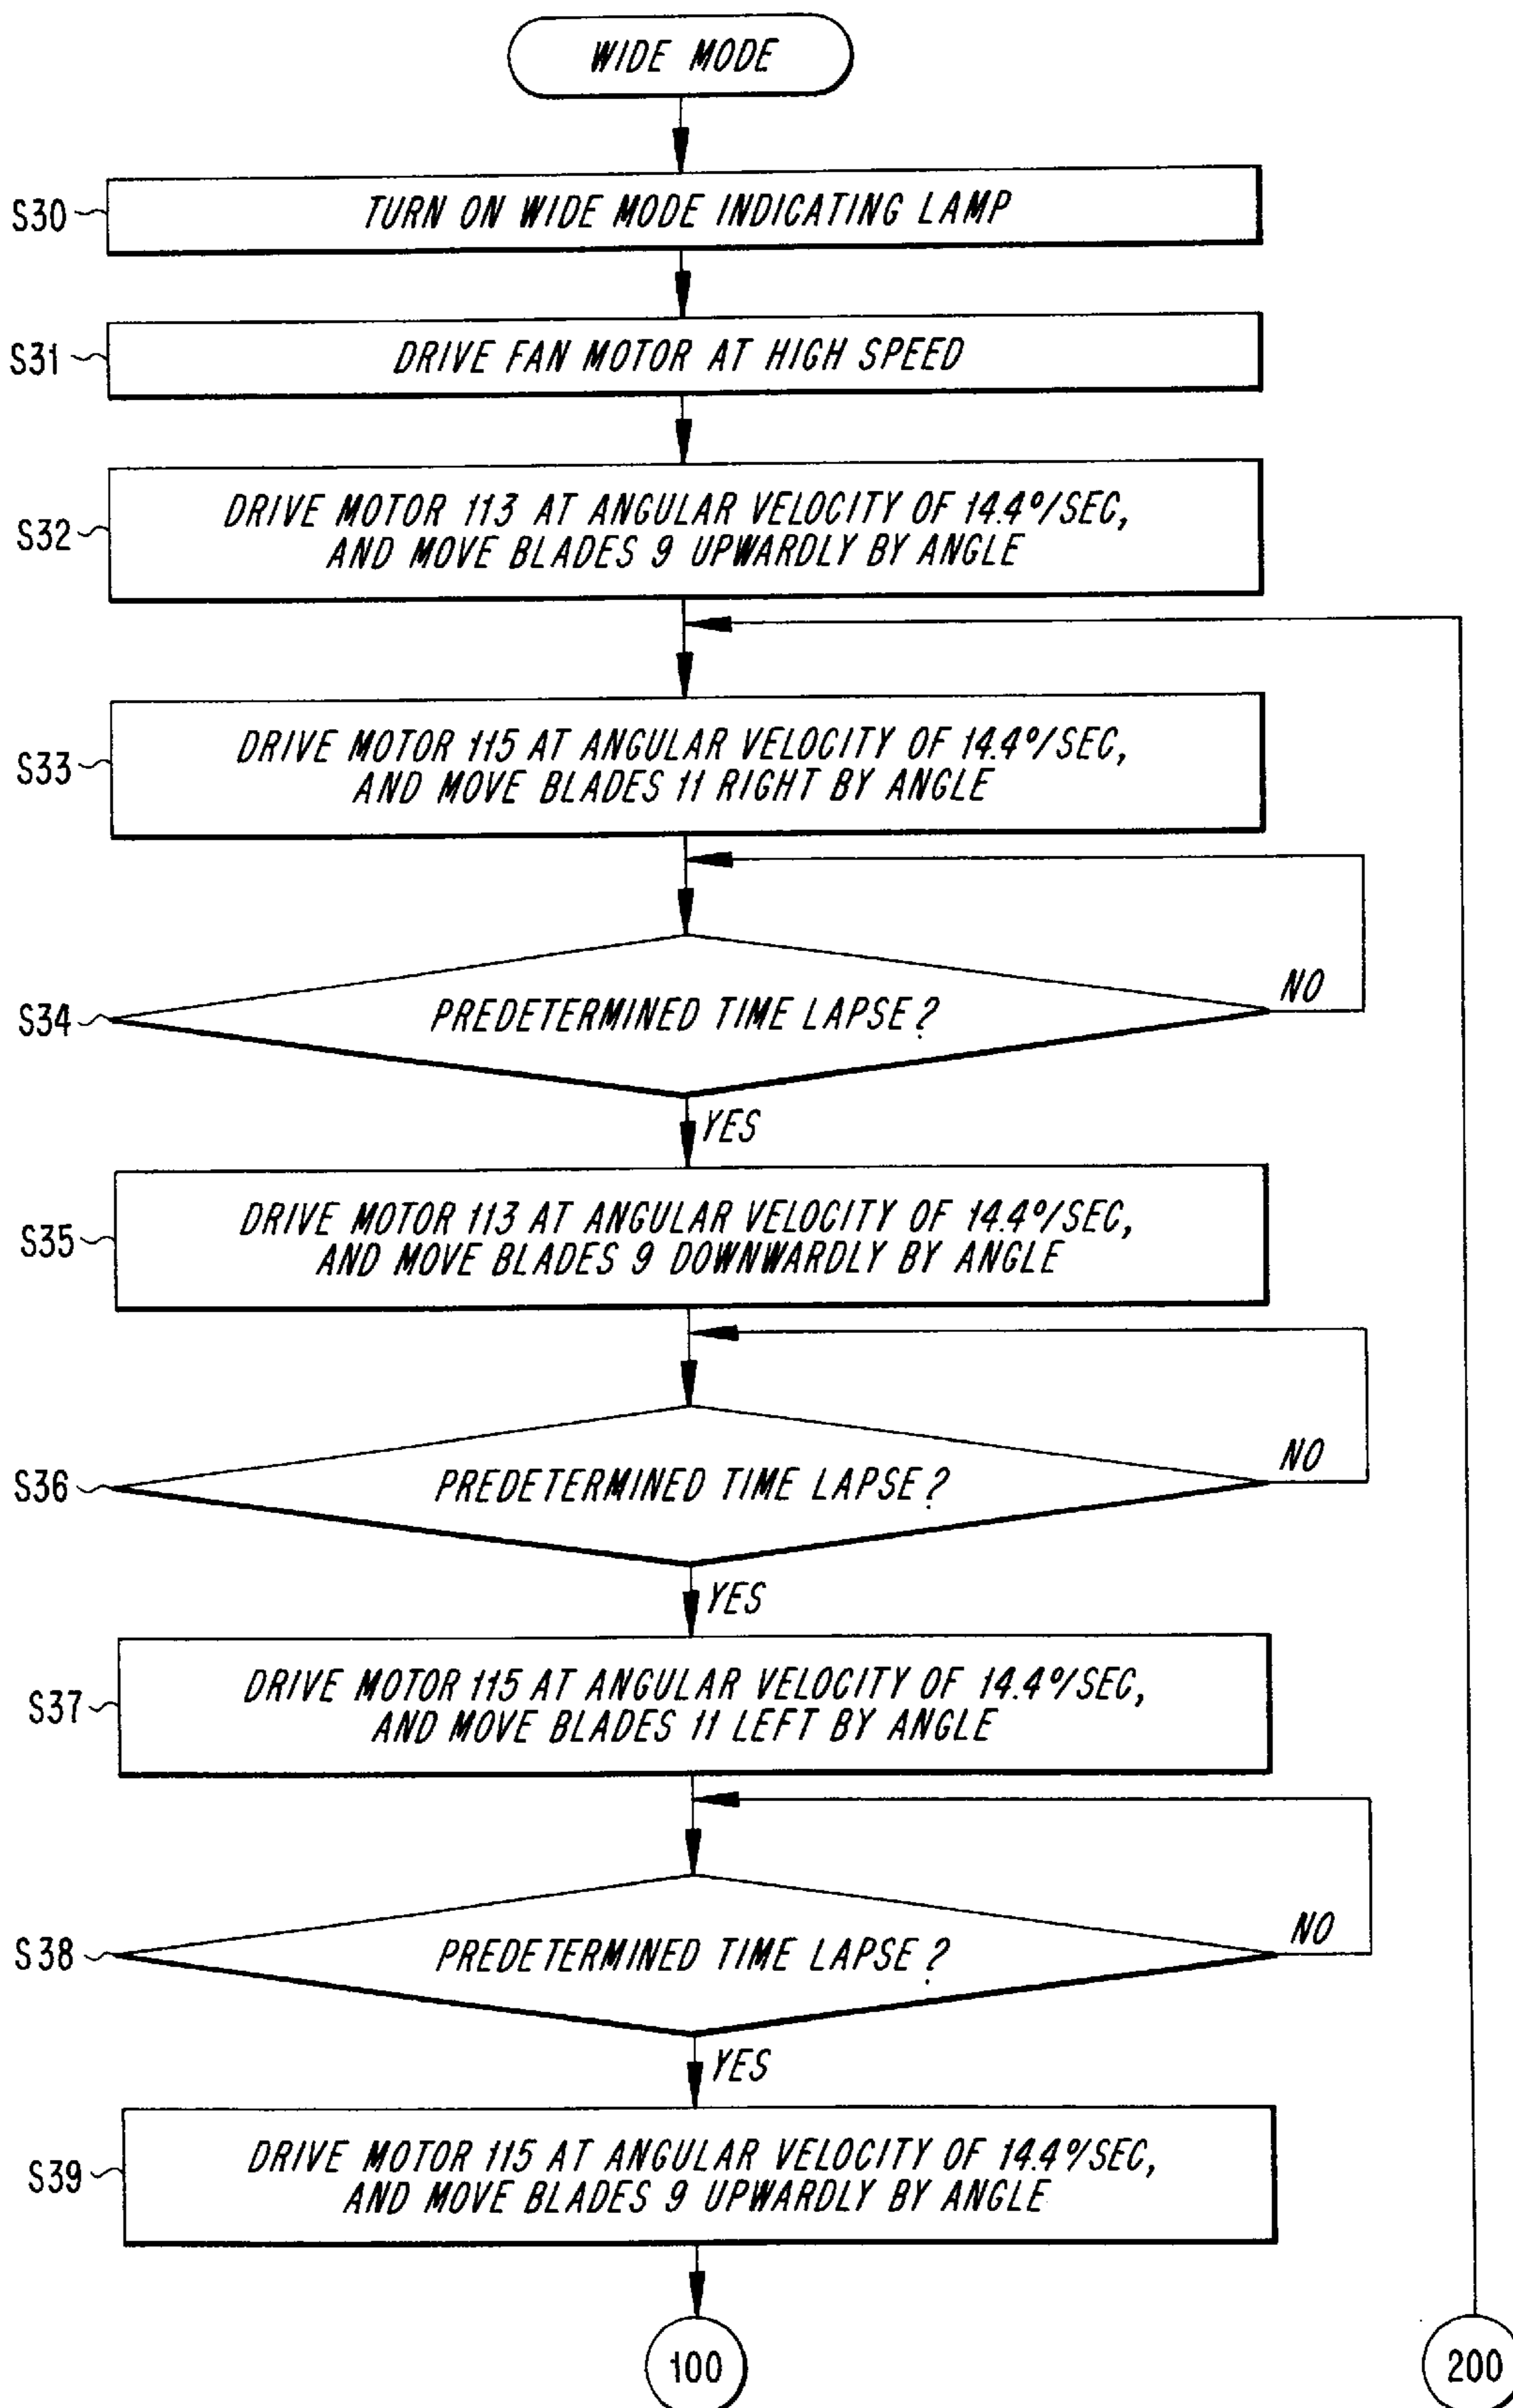 WIDE MODE
S30
TURN ON WIDE MODE INDICATING LAMP
S31
DRIVE FAN MOTOR AT HIGH SPEED
S32
DRIVE MOTOR 113 AT ANGULAR VELOCITY OF 14.4°/SEC,
AND MOVE BLADES 9 UPWARDLY BY ANGLE
S33
DRIVE MOTOR 115 AT ANGULAR VELOCITY OF 14.4°/SEC,
AND MOVE BLADES 11 RIGHT BY ANGLE
S34
PREDETERMINED TIME LAPSE?
NO
YES
S35
DRIVE MOTOR 113 AT ANGULAR VELOCITY OF 14.4°/SEC,
AND MOVE BLADES 9 DOWNWARDLY BY ANGLE
S36
PREDETERMINED TIME LAPSE?
NO
YES
S37
DRIVE MOTOR 115 AT ANGULAR VELOCITY OF 14.4°/SEC,
AND MOVE BLADES 11 LEFT BY ANGLE
S38
PREDETERMINED TIME LAPSE?
NO
YES
S39
DRIVE MOTOR 115 AT ANGULAR VELOCITY OF 14.4°/SEC,
AND MOVE BLADES 9 UPWARDLY BY ANGLE
100
200